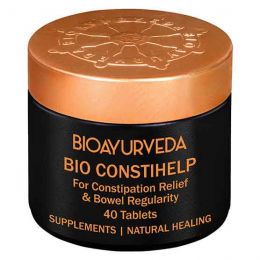 BIOAYURVEDA
BIO CONSTIHELP
For Constipation Relief
& Bowel Regularity
40 Tablets
SUPPLEMENTS | NATURAL HEALING